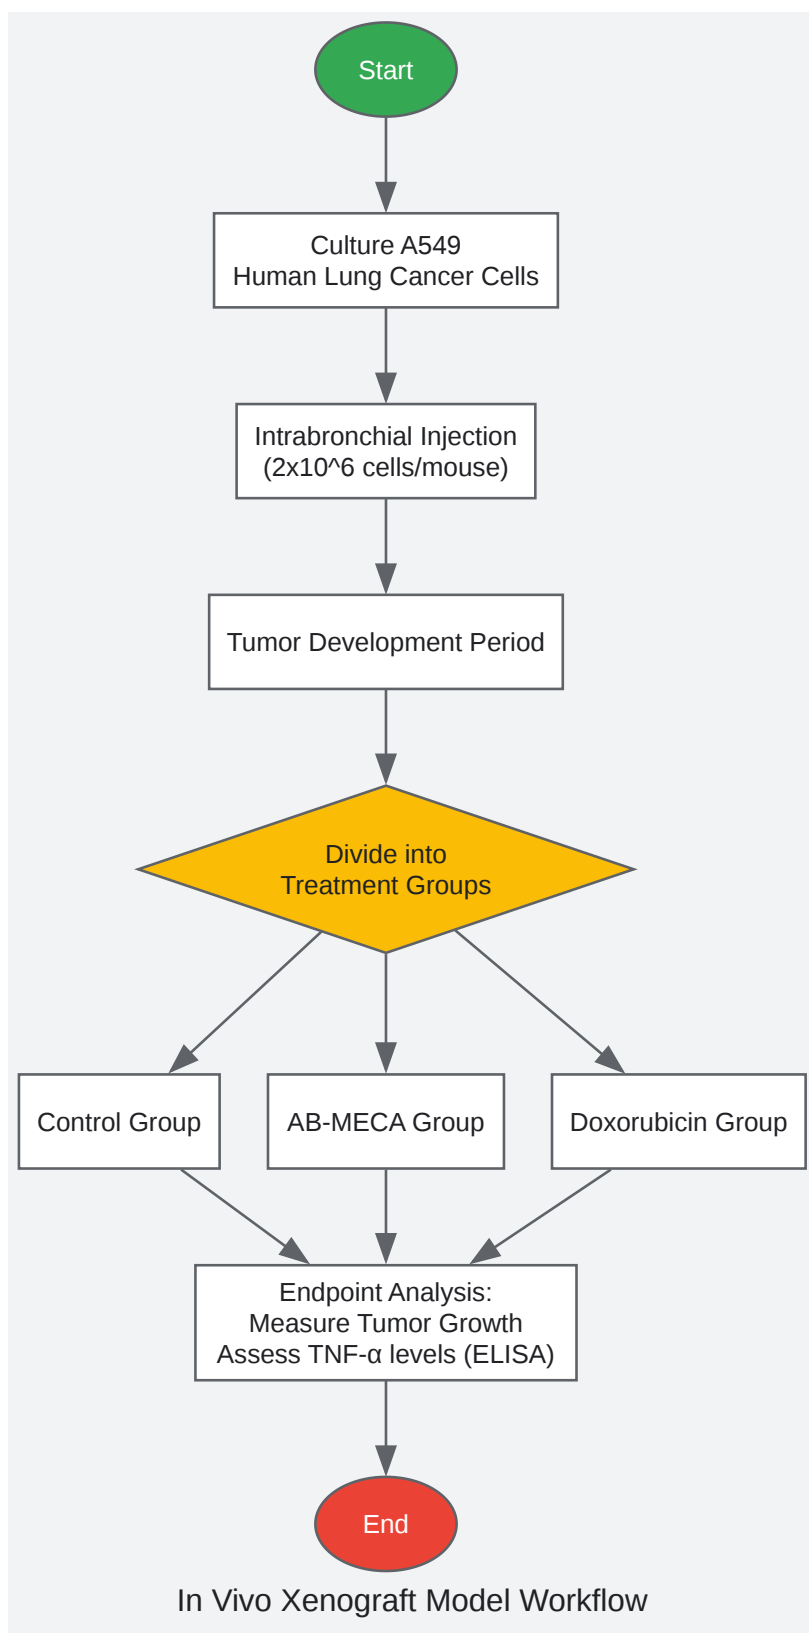 Start
Culture A549
Human Lung Cancer Cells
Intrabronchial Injection
(2x10^6 cells/mouse)
Tumor Development Period
Divide into
Treatment Groups
Control Group
AB-MECA Group
Doxorubicin Group
Endpoint Analysis:
Measure Tumor Growth
Assess TNF-α levels (ELISA)
End
In Vivo Xenograft Model Workflow